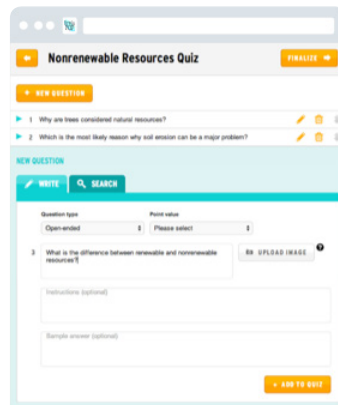 Nonrenewable Resources Quiz
FINALIZE
+ NEW QUESTION
1 Why are trees considered natural resources?
2 Which is the most likely reason why soil erosion can be a major problem?
NEW QUESTION
WRITE
SEARCH
Question type
Point value
Open-ended
Please select
3 What is the difference between renewable and nonrenewable
resources?
UPLOAD IMAGE
?
Instructions (optional)
Sample answer (optional)
+ ADD TO QUIZ